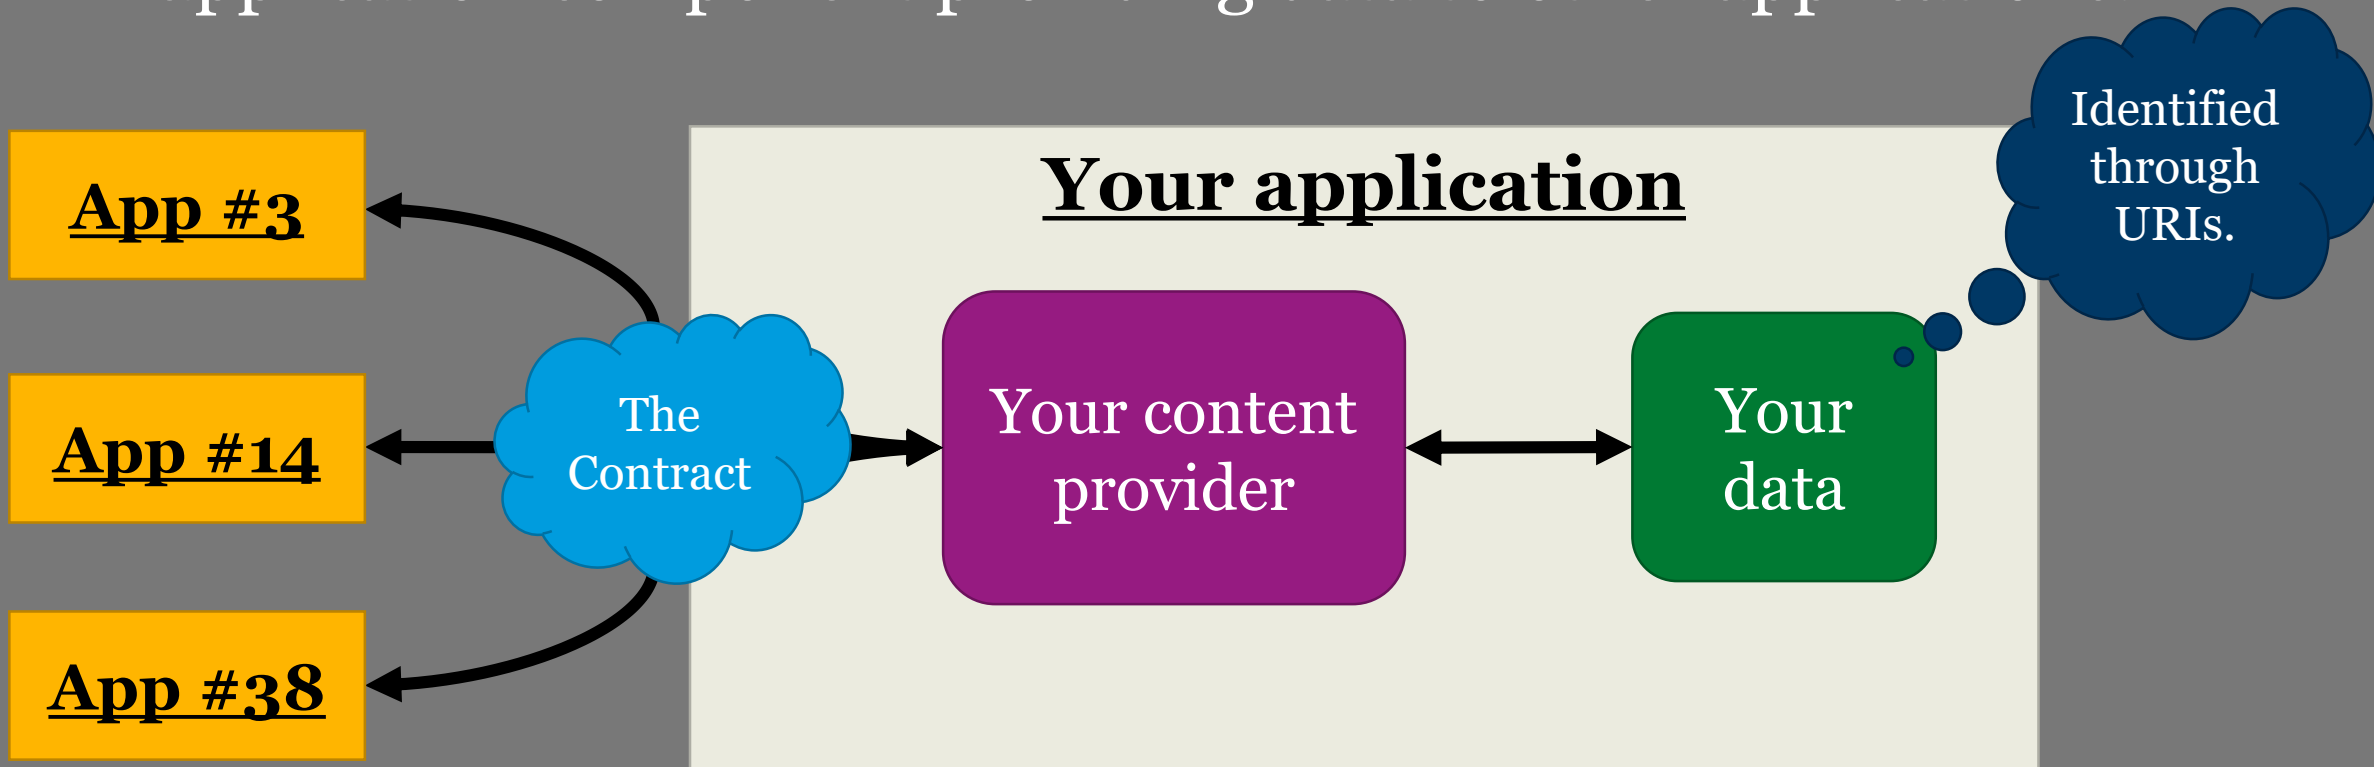 Your application
Identified
through
URIs.
App #3
The
Contract
Your content
provider
Your
data
App #14
App #38